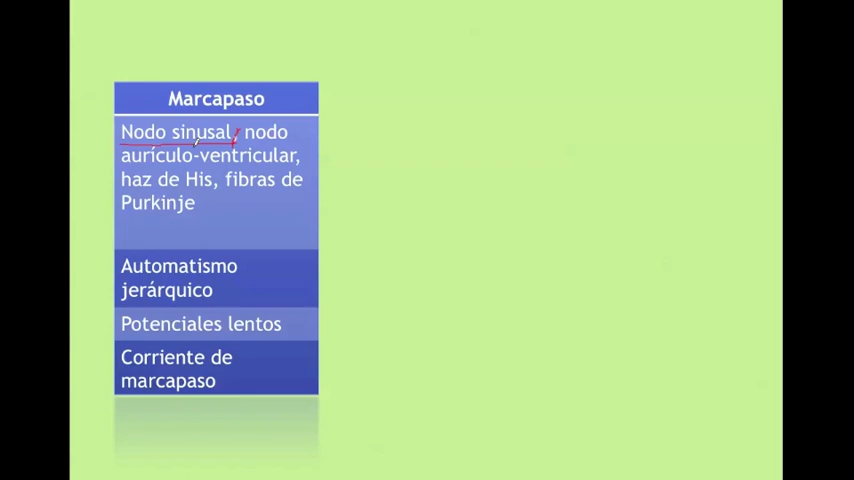 Marcapaso
Nodo sinusal, nodo
aurículo-ventricular,
haz de His, fibras de
Purkinje
Automatismo
jerárquico
Potenciales lentos
Corriente de
marcapaso